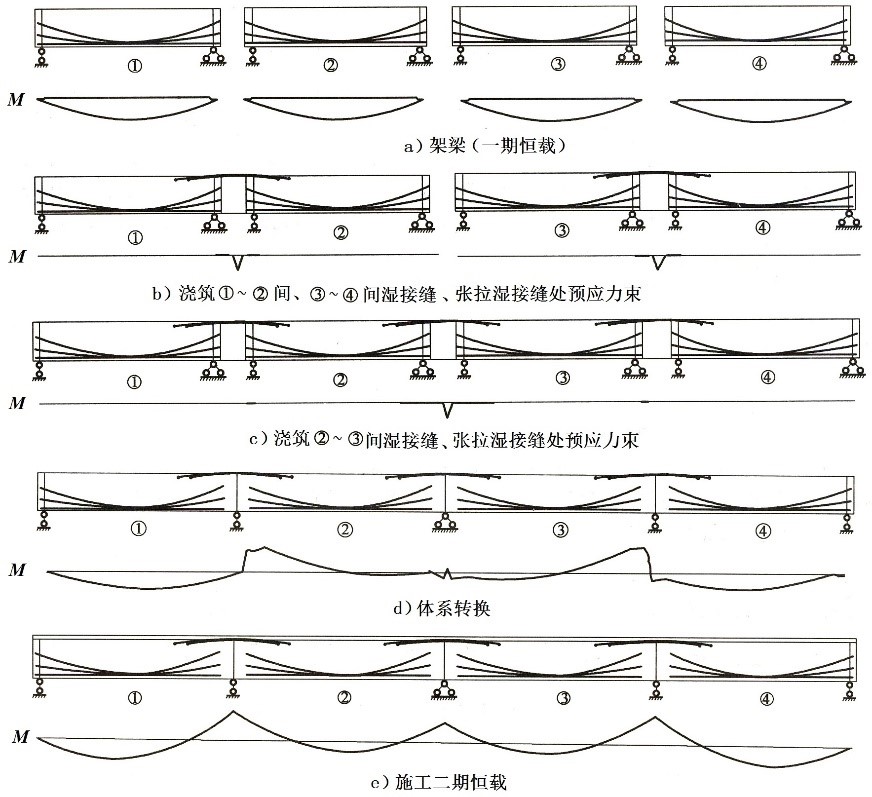 ① ② ③ ④
M
a）架梁（一期恒载）
① ② ③ ④
M
b）浇筑①~②间、③~④间湿接缝、张拉湿接缝处预应力束
① ② ③ ④
M
c）浇筑②~③间湿接缝、张拉湿接缝处预应力束
① ② ③ ④
M
d）体系转换
① ② ③ ④
M
e）施工二期恒载